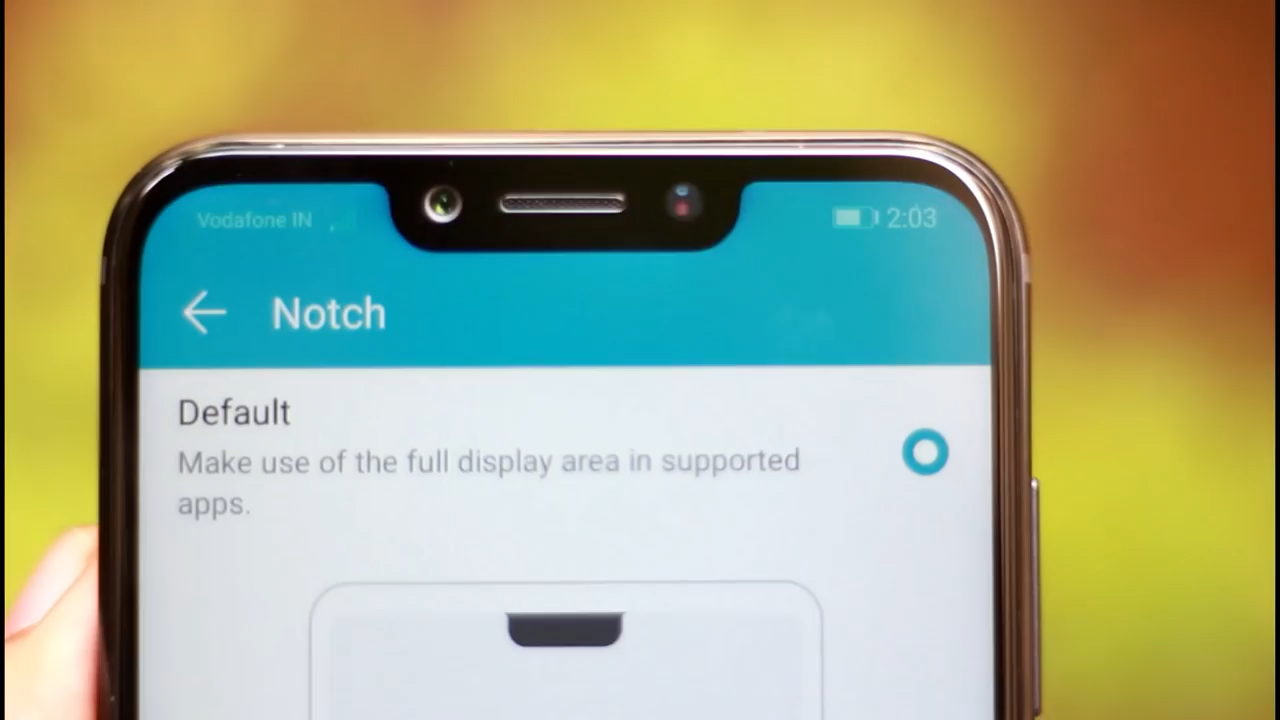 Vodafone IN
2:03
Notch
Default
Make use of the full display area in supported
apps.